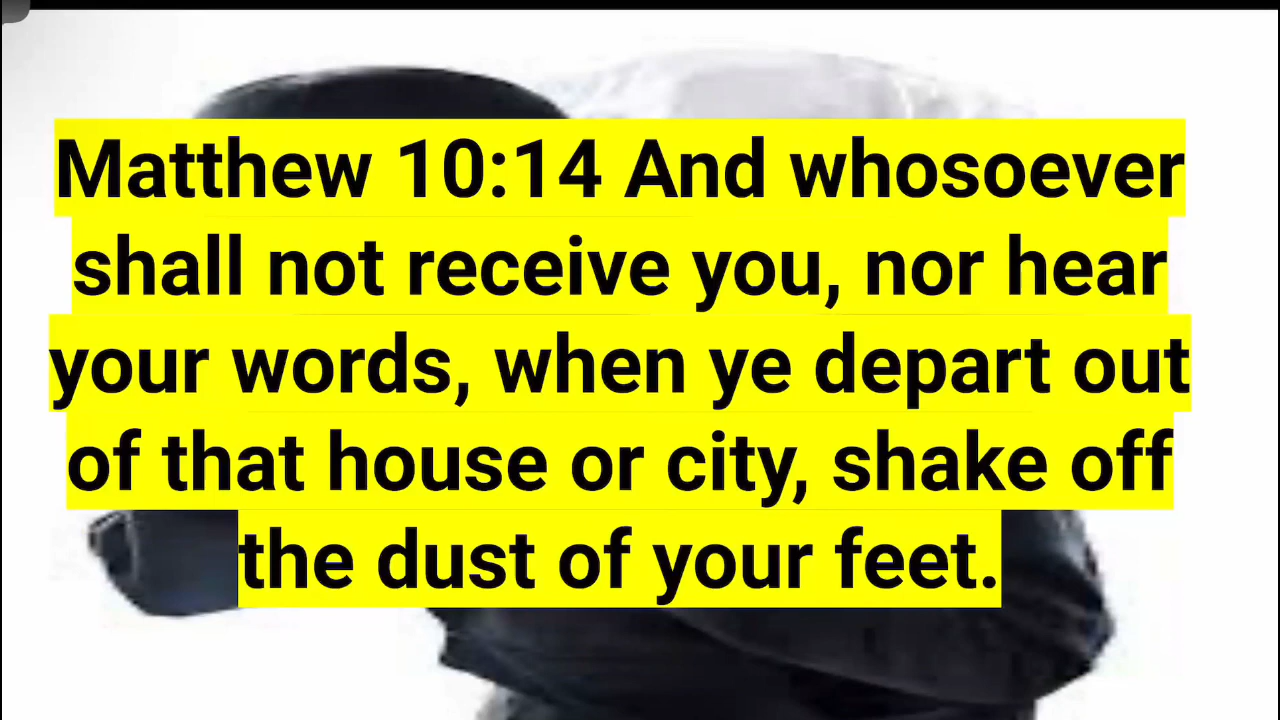 Matthew 10:14 And whosoever
shall not receive you, nor hear
your words, when ye depart out
of that house or city, shake off
the dust of your feet.